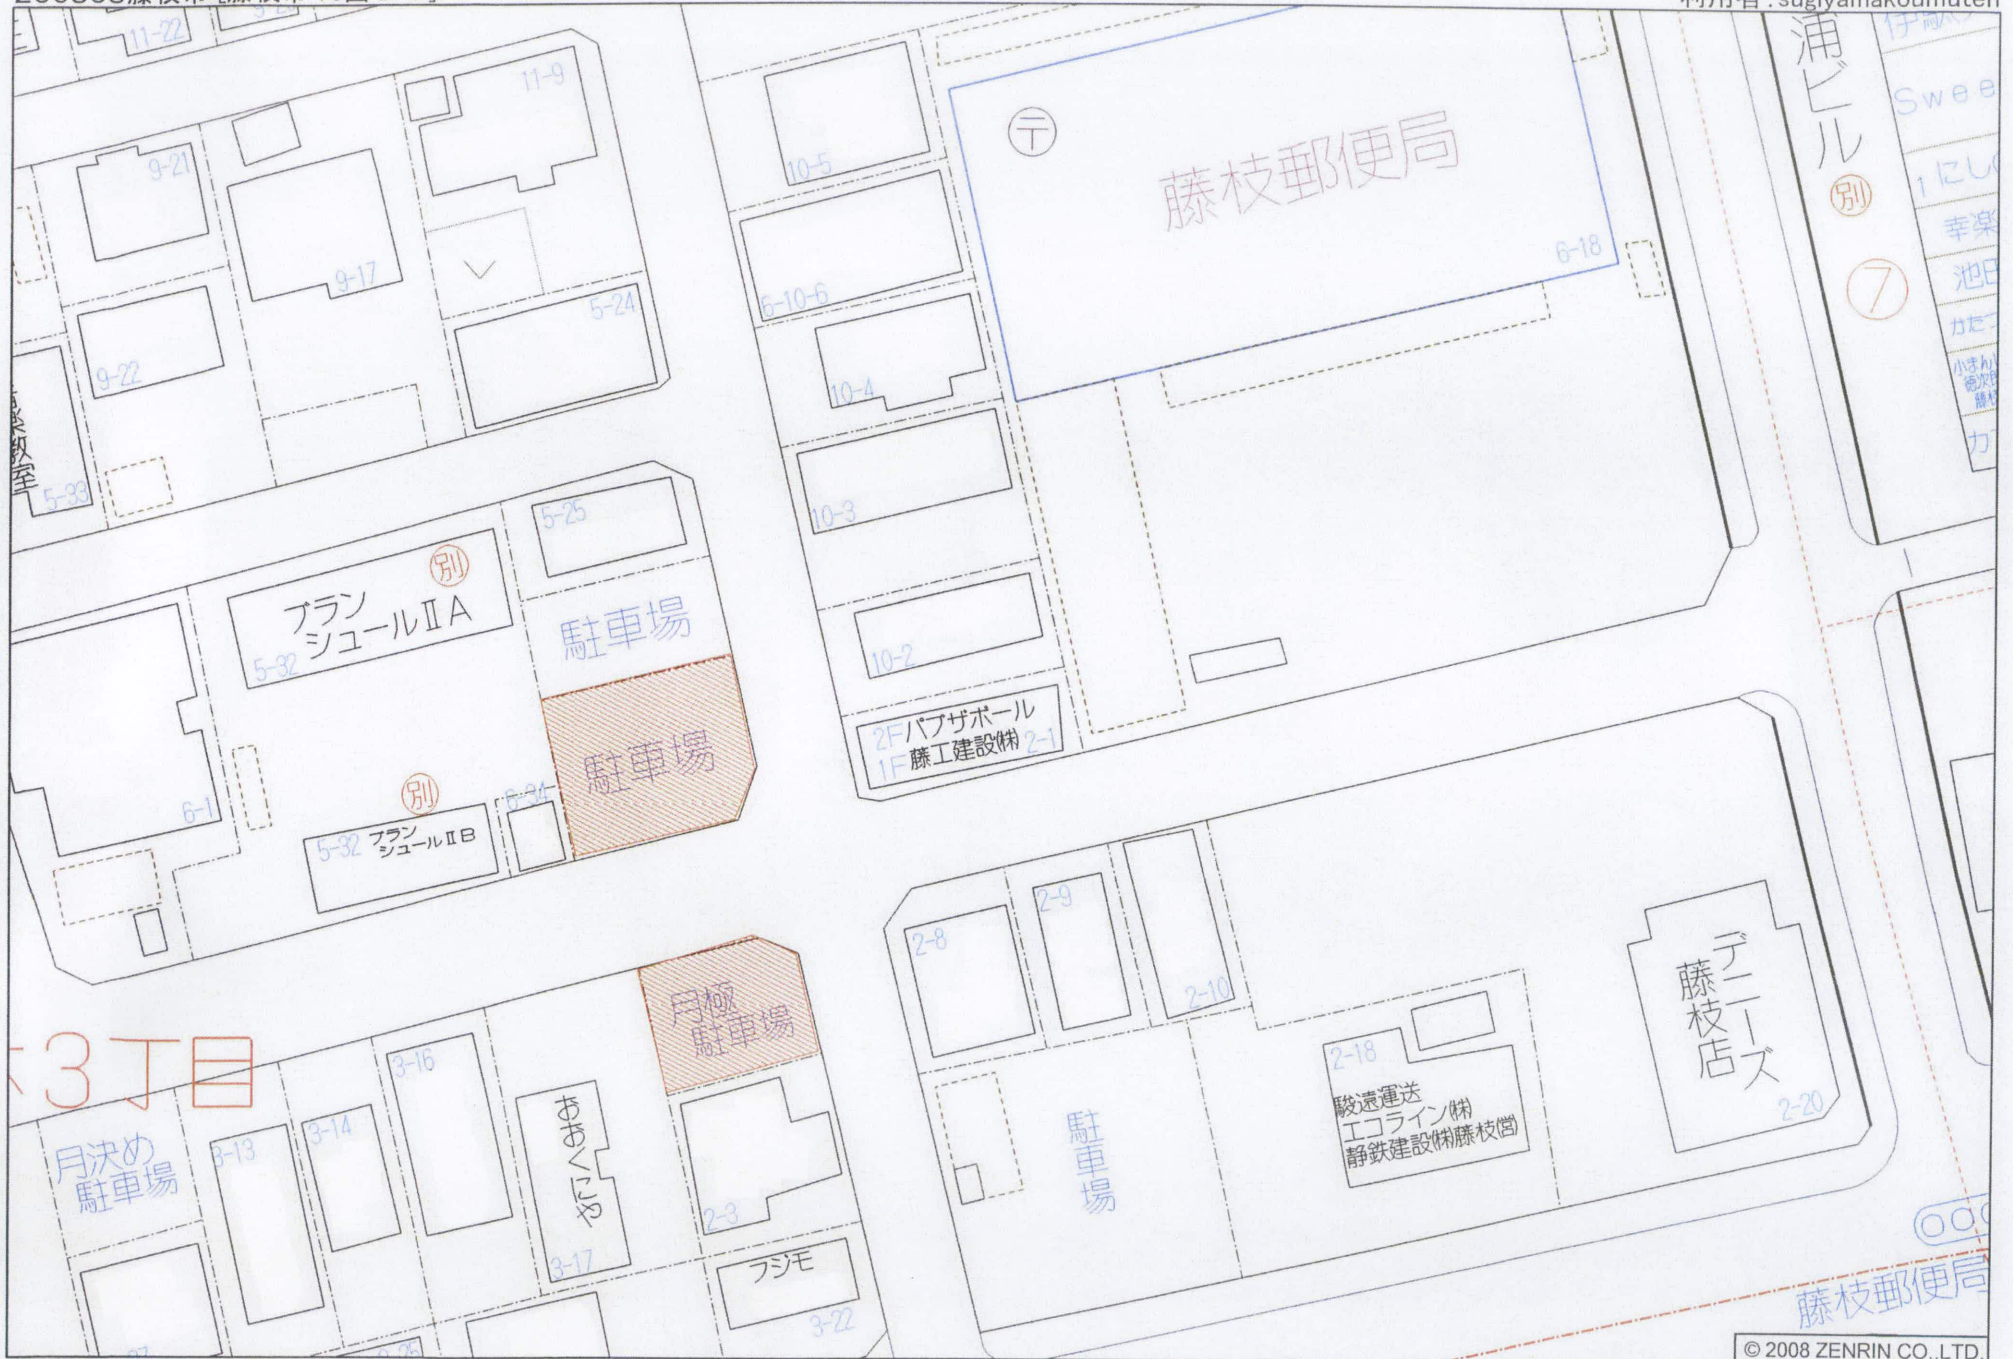 利用者：sugiyamakoumuten
11-22
11-9
9-21
9-17
9-22
5-24
5-33
教室
10-5
6-10-6
10-4
10-3
10-2
〒
藤枝郵便局
6-18
浦ビル
別
7
Swee
幸楽
5-25
駐車場
ブラン
シュールⅡA
別
5-32
駐車場
2F パブザボール
1F 藤工建設㈱ 2-1
6-1
別
5-32 ブラン
シュールⅡB
6-34
2-8
2-9
2-10
月極
駐車場
3丁目
3-16
3-14
3-13
月決め
駐車場
おおくにや
3-17
2-3
フジモ
3-22
駐車場
2-18
駿遠運送
エコライン㈱
静鉄建設㈱藤枝㈺
デニーズ
藤枝店
2-20
藤枝郵便局
© 2008 ZENRIN CO.,LTD.